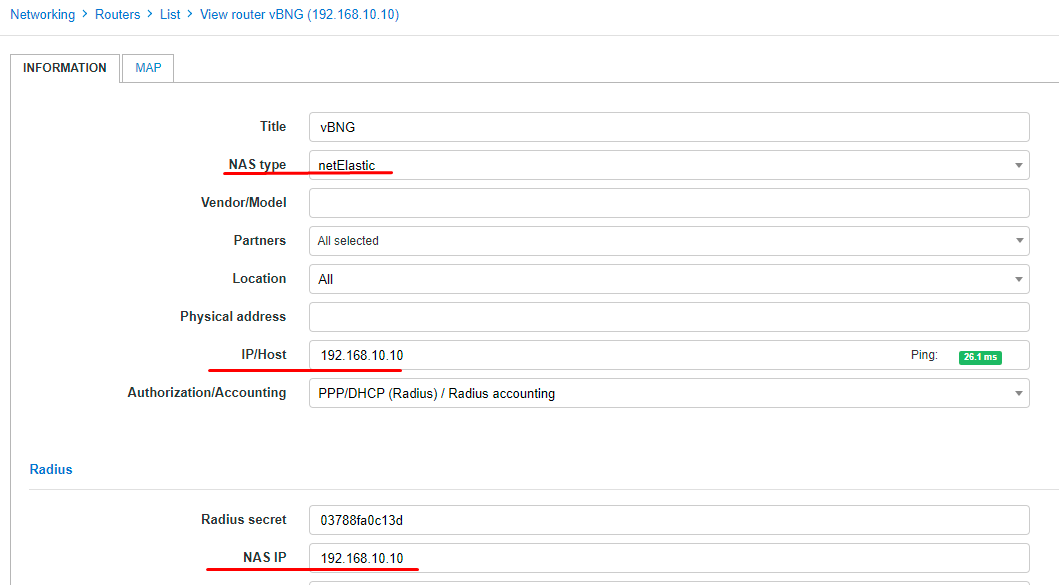 Networking > Routers > List > View router vBNG (192.168.10.10)
INFORMATION MAP
Title vBNG
NAS type netElastic
Vendor/Model
Partners All selected
Location All
Physical address
IP/Host 192.168.10.10 Ping: 26.1 ms
Authorization/Accounting PPP/DHCP (Radius) / Radius accounting
Radius
Radius secret 03788fa0c13d
NAS IP 192.168.10.10